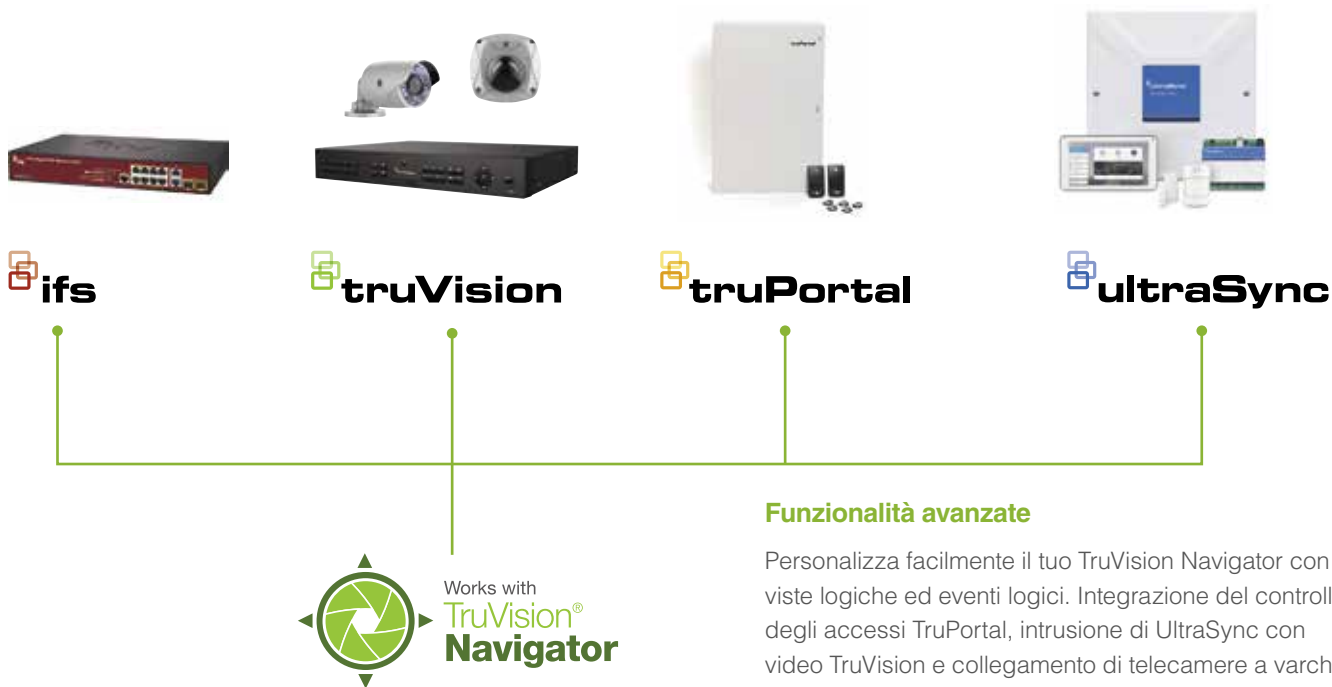 truPortal
ultraSync
ifs
truVision
truPortal
ultraSync
Works with
TruVision®
Navigator
Funzionalità avanzate
Personalizza facilmente il tuo TruVision Navigator con
viste logiche ed eventi logici. Integrazione del controll
degli accessi TruPortal, intrusione di UltraSync con
video TruVision e collegamento di telecamere a varch